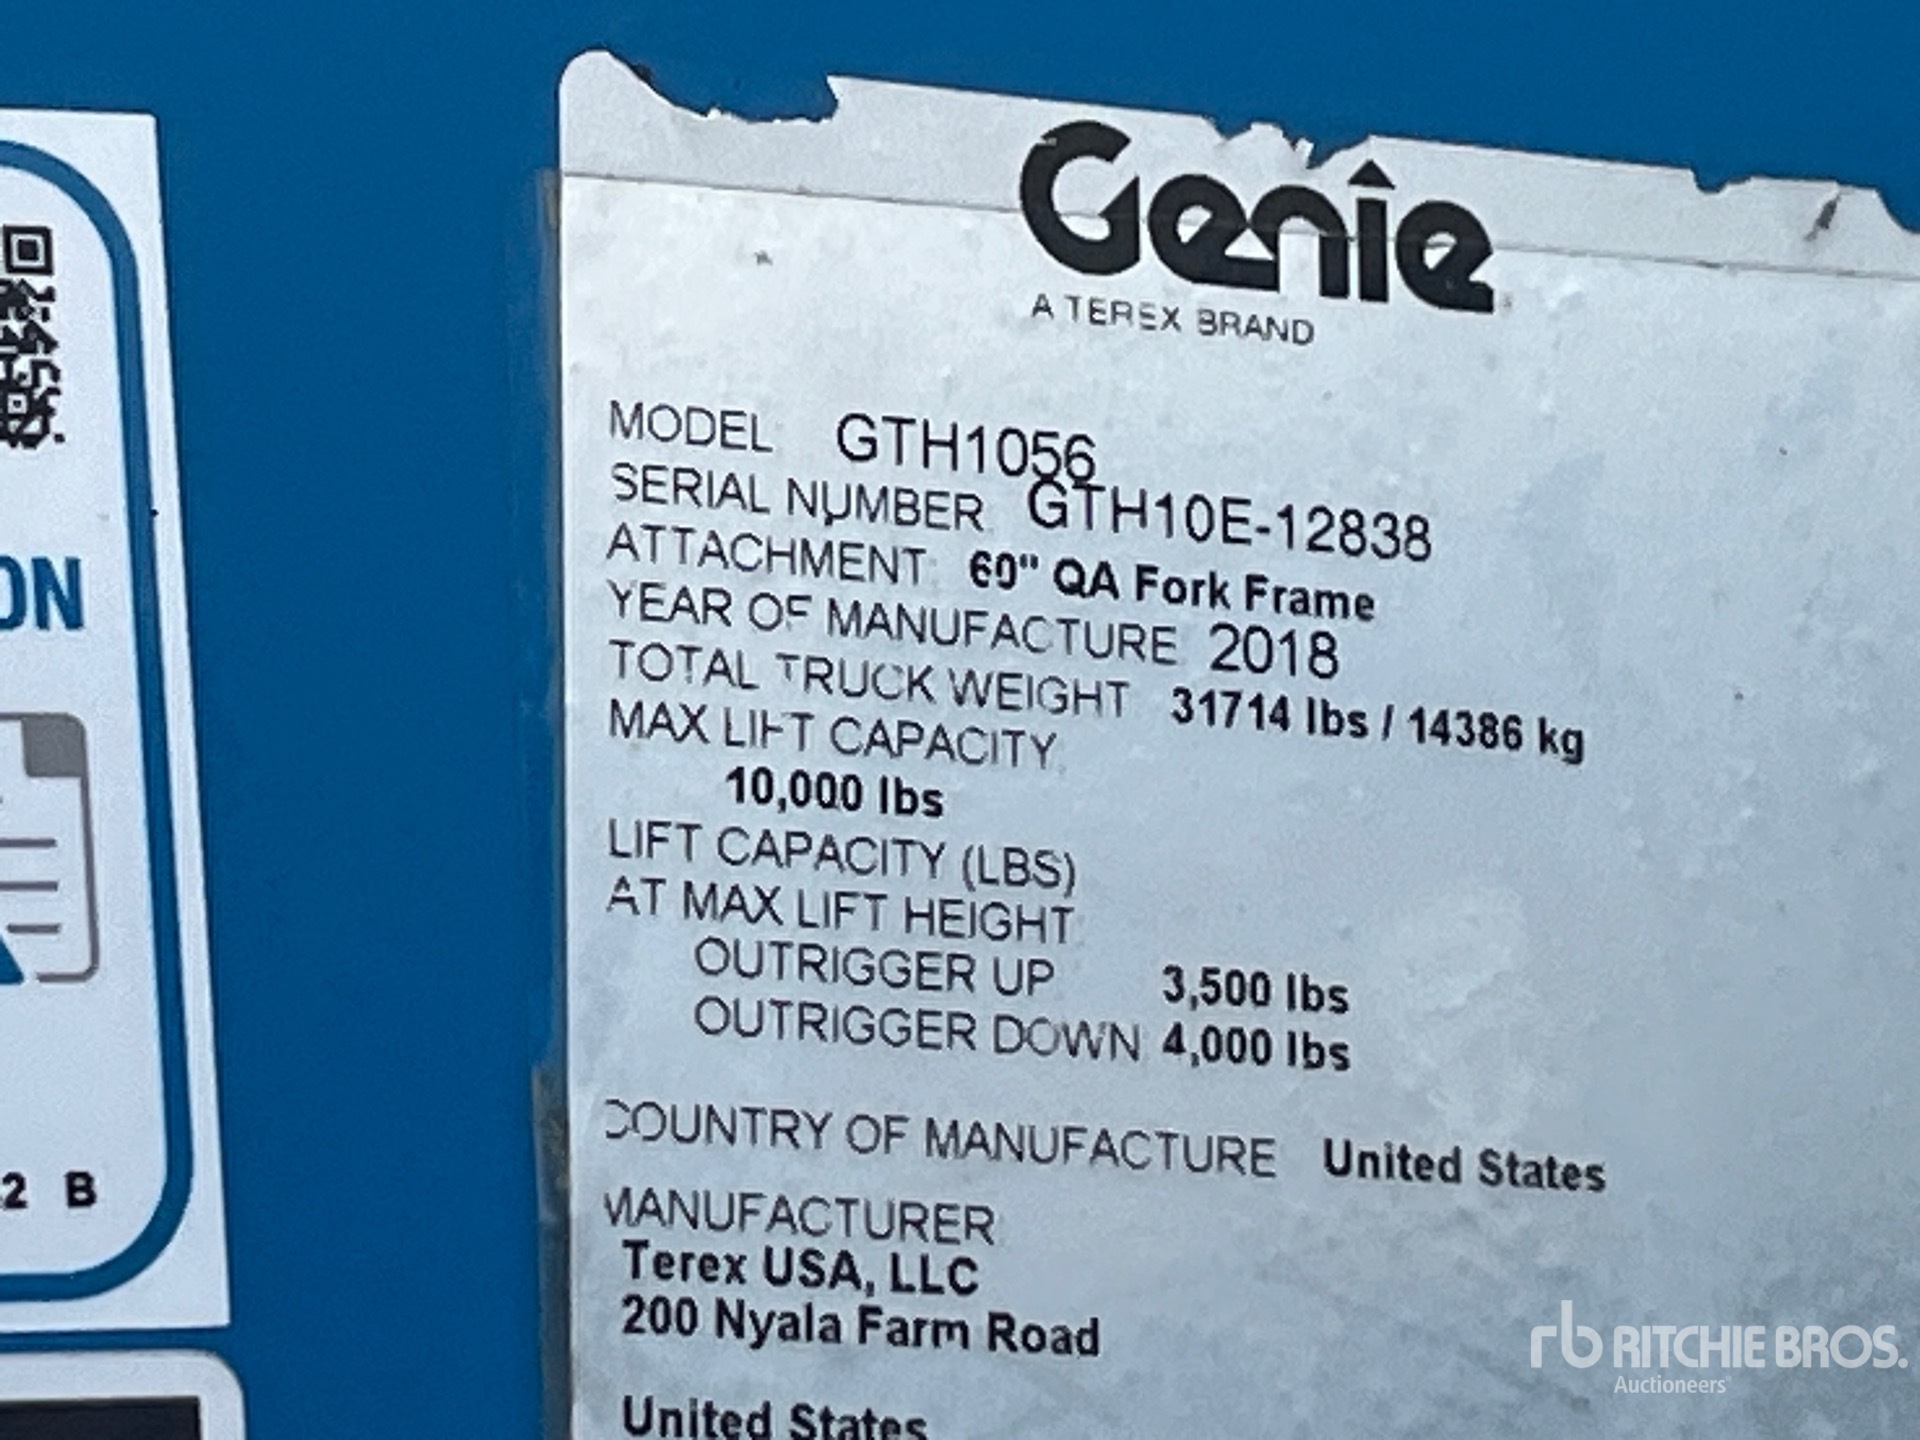 Genie
A TEREX BRAND
MODEL GTH1056
SERIAL NUMBER GTH10E-12838
ATTACHMENT 60" QA Fork Frame
YEAR OF MANUFACTURE 2018
TOTAL TRUCK WEIGHT 31714 lbs / 14386 kg
MAX LIFT CAPACITY
10,000 lbs
LIFT CAPACITY (LBS)
AT MAX LIFT HEIGHT
OUTRIGGER UP 3,500 lbs
OUTRIGGER DOWN 4,000 lbs
COUNTRY OF MANUFACTURE United States
MANUFACTURER
Terex USA, LLC
200 Nyala Farm Road
United States
ON
2 B
rb RITCHIE BROS.
Auctioneers